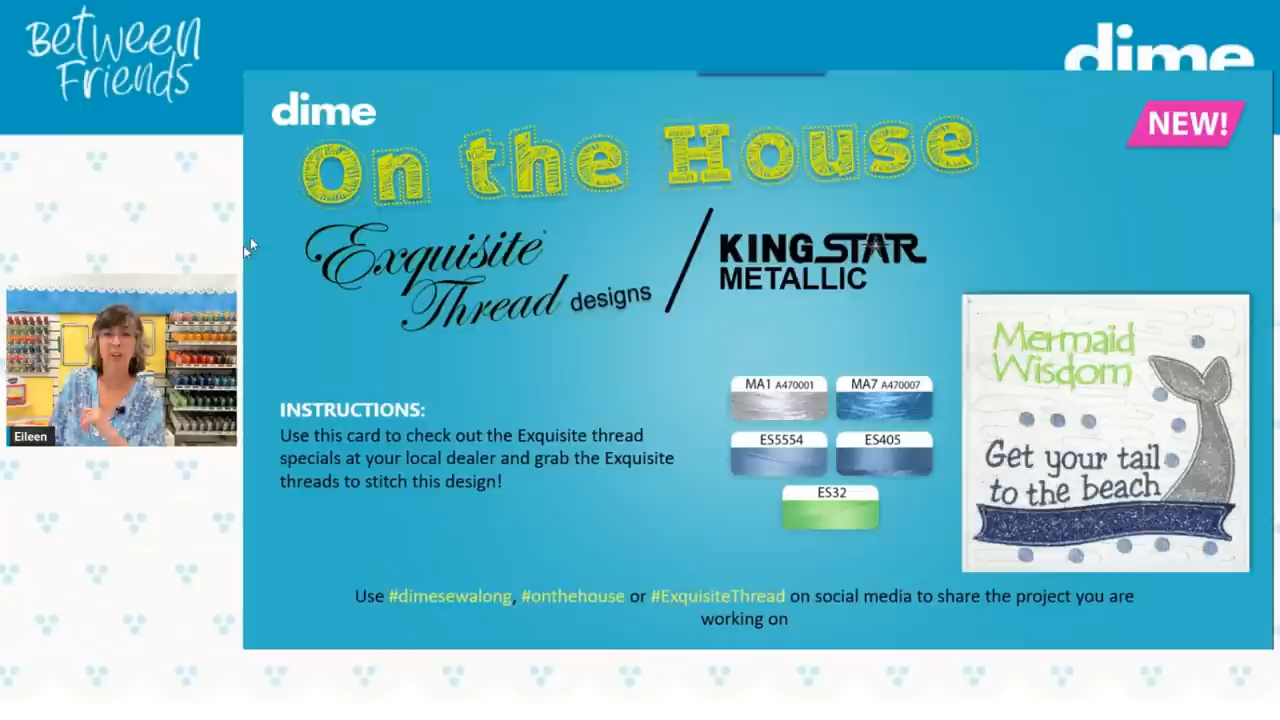 Between
Friends
dime
dime
On the House
NEW!
Exquisite
Thread designs
KINGSTAR
METALLIC
Mermaid
Wisdom
Get your tail
to the beach
MA1 A470001
MA7 A470007
ES5554
ES405
ES32
INSTRUCTIONS:
Use this card to check out the Exquisite thread
specials at your local dealer and grab the Exquisite
threads to stitch this design!
Eileen
Use #dimesewalong, #onthehouse or #ExquisiteThread on social media to share the project you are
working on